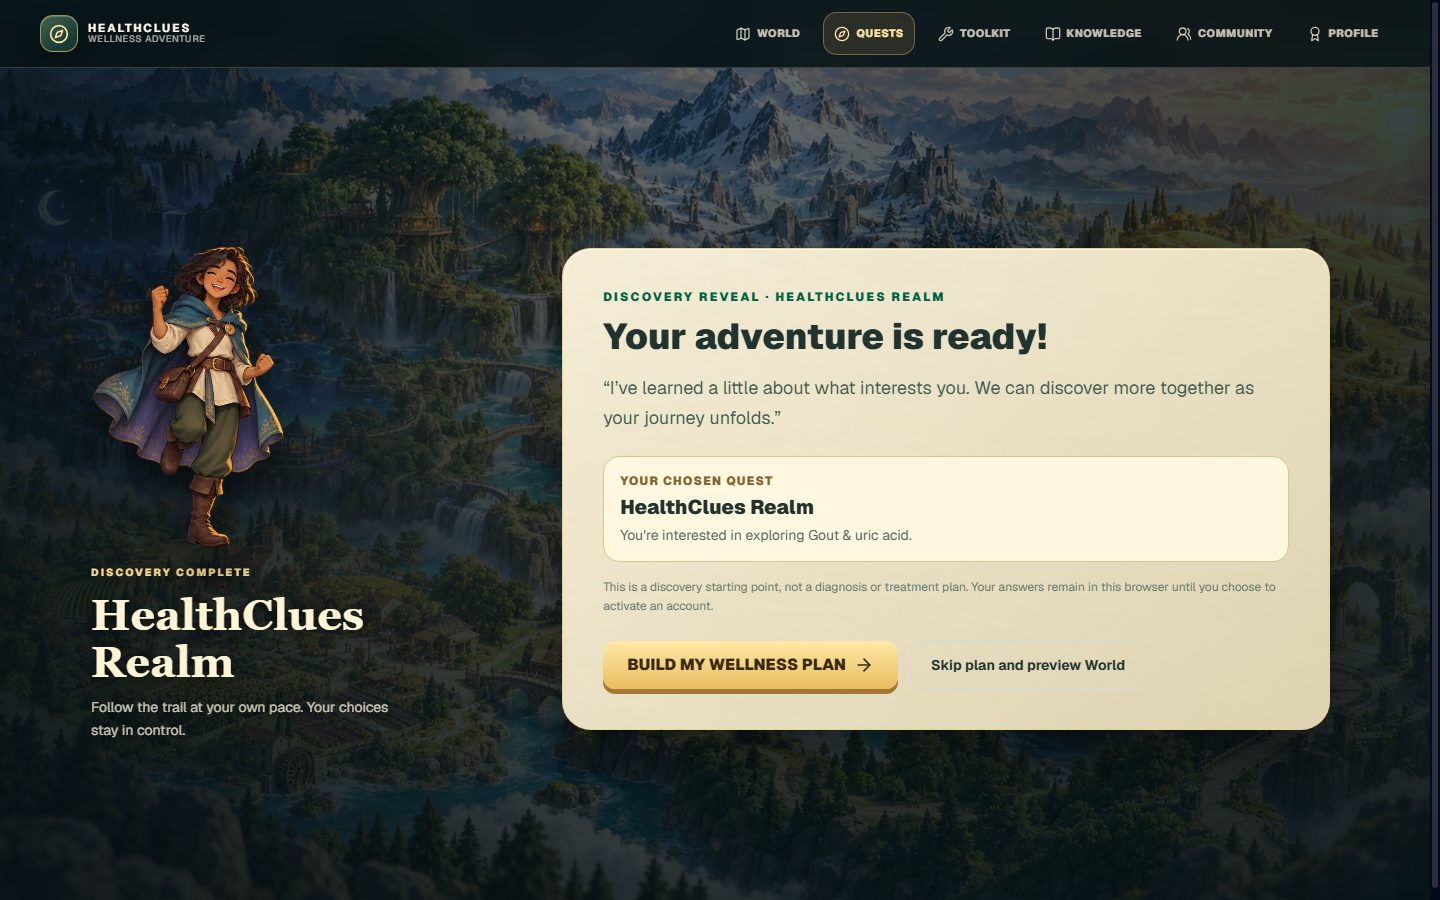 HEALTHCLUES
WELLNESS ADVENTURE
WORLD
QUESTS
TOOLKIT
KNOWLEDGE
COMMUNITY
PROFILE
DISCOVERY COMPLETE
HealthClues
Realm
Follow the trail at your own pace. Your choices
stay in control.
DISCOVERY REVEAL · HEALTHCLUES REALM
Your adventure is ready!
“I’ve learned a little about what interests you. We can discover more together as
your journey unfolds.”
YOUR CHOSEN QUEST
HealthClues Realm
You’re interested in exploring Gout & uric acid.
This is a discovery starting point, not a diagnosis or treatment plan. Your answers remain in this browser until you choose to
activate an account.
BUILD MY WELLNESS PLAN →
Skip plan and preview World